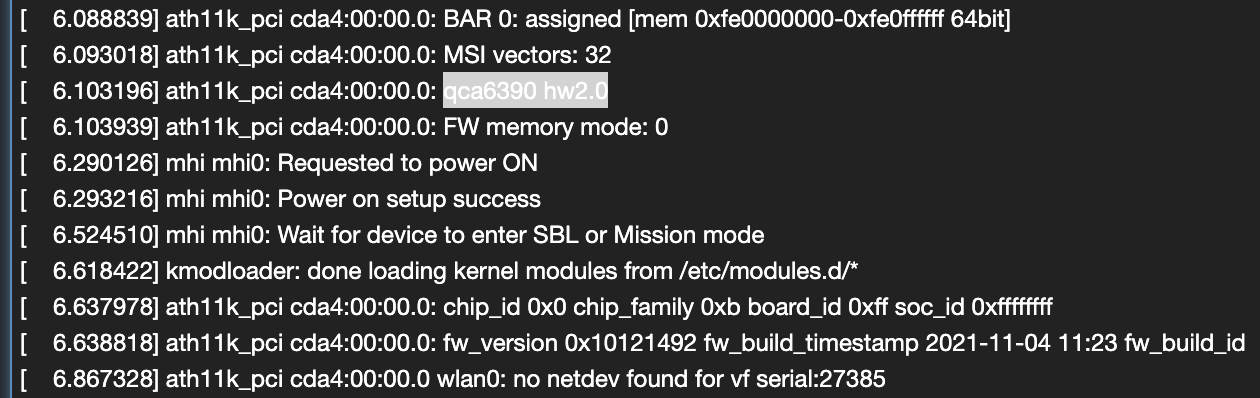 [    6.088839] ath11k_pci cda4:00:00.0: BAR 0: assigned [mem 0xfe0000000-0xfe0ffffff 64bit]
[    6.093018] ath11k_pci cda4:00:00.0: MSI vectors: 32
[    6.103196] ath11k_pci cda4:00:00.0: qca6390 hw2.0
[    6.103939] ath11k_pci cda4:00:00.0: FW memory mode: 0
[    6.290126] mhi mhi0: Requested to power ON
[    6.293216] mhi mhi0: Power on setup success
[    6.524510] mhi mhi0: Wait for device to enter SBL or Mission mode
[    6.618422] kmodloader: done loading kernel modules from /etc/modules.d/*
[    6.637978] ath11k_pci cda4:00:00.0: chip_id 0x0 chip_family 0xb board_id 0xff soc_id 0xffffffff
[    6.638818] ath11k_pci cda4:00:00.0: fw_version 0x10121492 fw_build_timestamp 2021-11-04 11:23 fw_build_id
[    6.867328] ath11k_pci cda4:00:00.0 wlan0: no netdev found for vf serial:27385